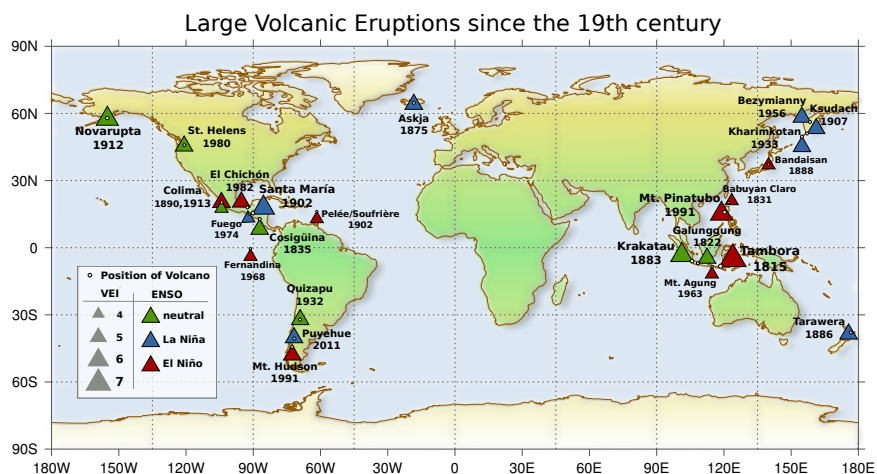 Large Volcanic Eruptions since the 19th century
90N
60N
30N
0
30S
60S
90S
180W
150W
120W
90W
60W
30W
0
30E
60E
90E
120E
150E
180E
Novarupta
1912
St. Helens
1980
El Chichón
1982
Colima
1890,1913
Santa María
1902
Fuego
1974
Pelée/Soufrière
1902
Cosigüina
1835
Fernandina
1968
Quizapu
1932
Puyehue
2011
Mt. Hudson
1991
Askja
1875
Bezymianny
1956
Ksudach
1907
Kharimkotan
1933
Bandaisan
1888
Babuyan Claro
1831
Mt. Pinatubo
1991
Galunggung
1822
Krakatau
1883
Tambora
1815
Mt. Agung
1963
Tarawera
1886
Position of Volcano
VEI
ENSO
4
neutral
5
La Niña
6
El Niño
7